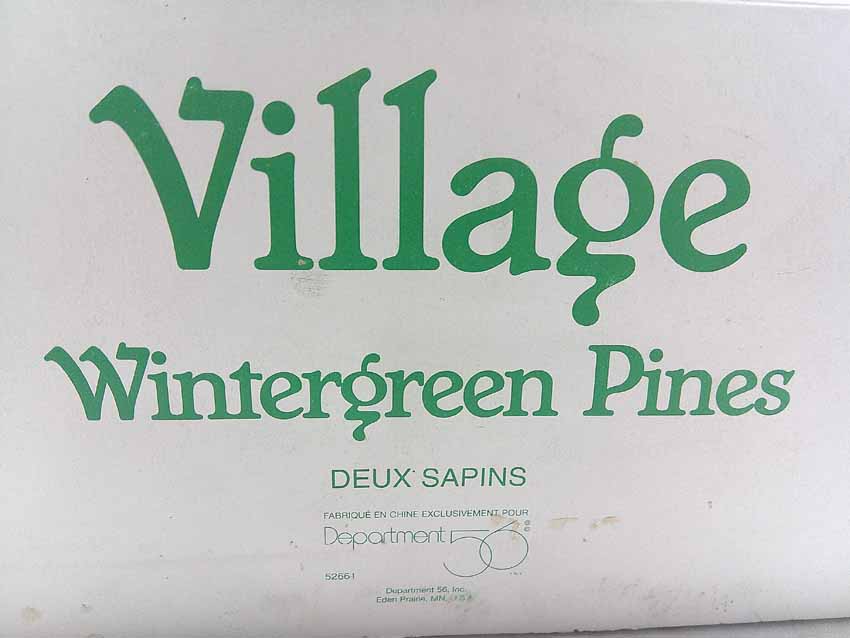 Village
Wintergreen Pines
DEUX SAPINS
FABRIQUÉ EN CHINE EXCLUSIVEMENT POUR
Department 56
52661
Department 56, Inc.
Eden Prairie, MN, U.S.A.